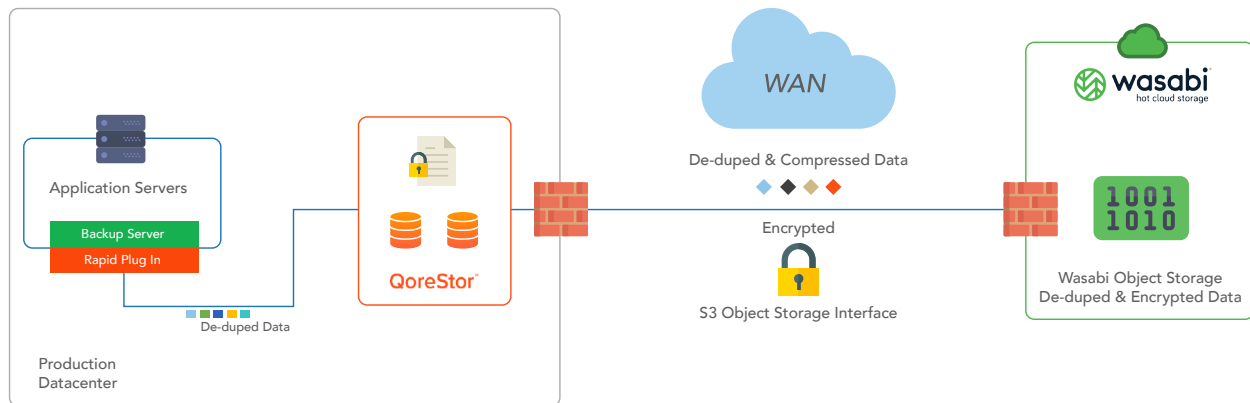 Application Servers
Backup Server
Rapid Plug In
De-duped Data
Production
Datacenter
QoreStor™
WAN
De-duped & Compressed Data
Encrypted
S3 Object Storage Interface
wasabi
hot cloud storage
1001
1010
Wasabi Object Storage
De-duped & Encrypted Data